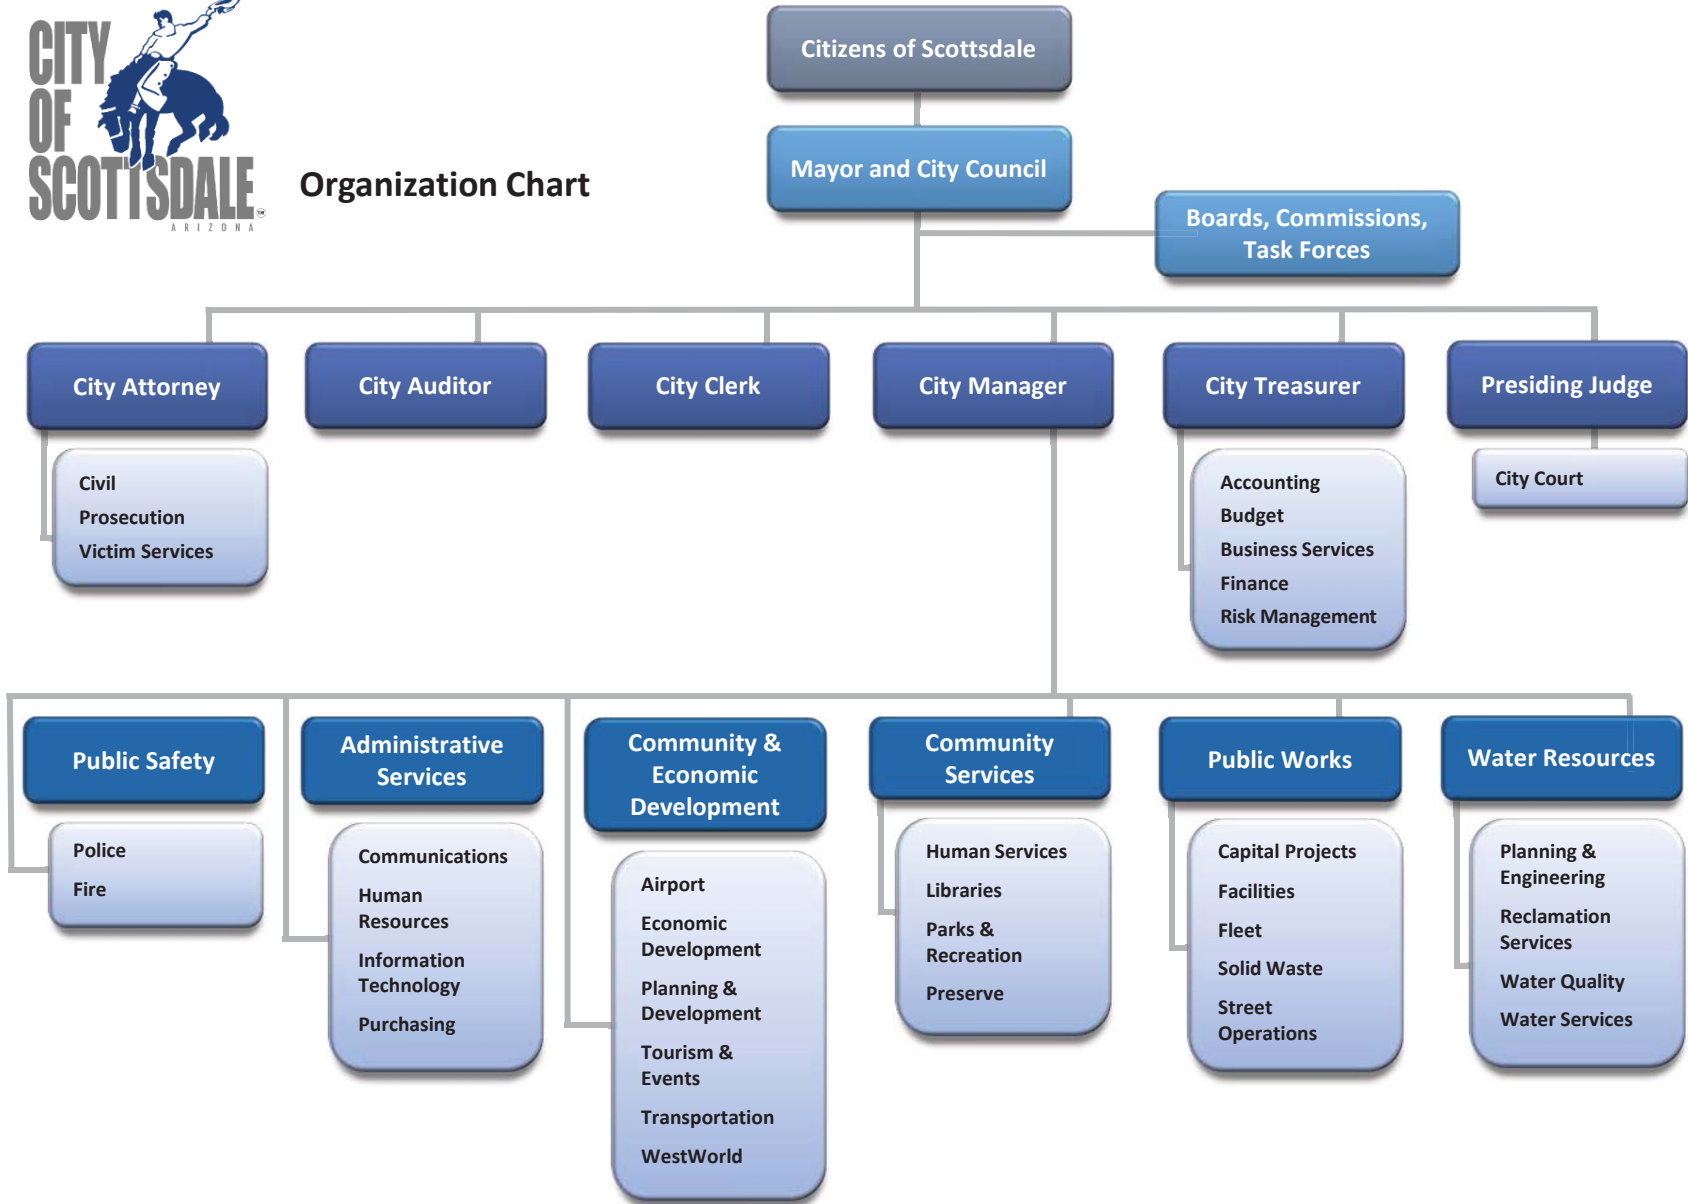 CITY
OF
SCOTTSDALE
TM
ARIZONA
Organization Chart
Citizens of Scottsdale
Mayor and City Council
Boards, Commissions,
Task Forces
City Attorney
City Auditor
City Clerk
City Manager
City Treasurer
Presiding Judge
Civil
Prosecution
Victim Services
Accounting
Budget
Business Services
Finance
Risk Management
City Court
Public Safety
Administrative
Services
Community &
Economic
Development
Community
Services
Public Works
Water Resources
Police
Fire
Communications
Human
Resources
Information
Technology
Purchasing
Airport
Economic
Development
Planning &
Development
Tourism &
Events
Transportation
WestWorld
Human Services
Libraries
Parks &
Recreation
Preserve
Capital Projects
Facilities
Fleet
Solid Waste
Street
Operations
Planning &
Engineering
Reclamation
Services
Water Quality
Water Services